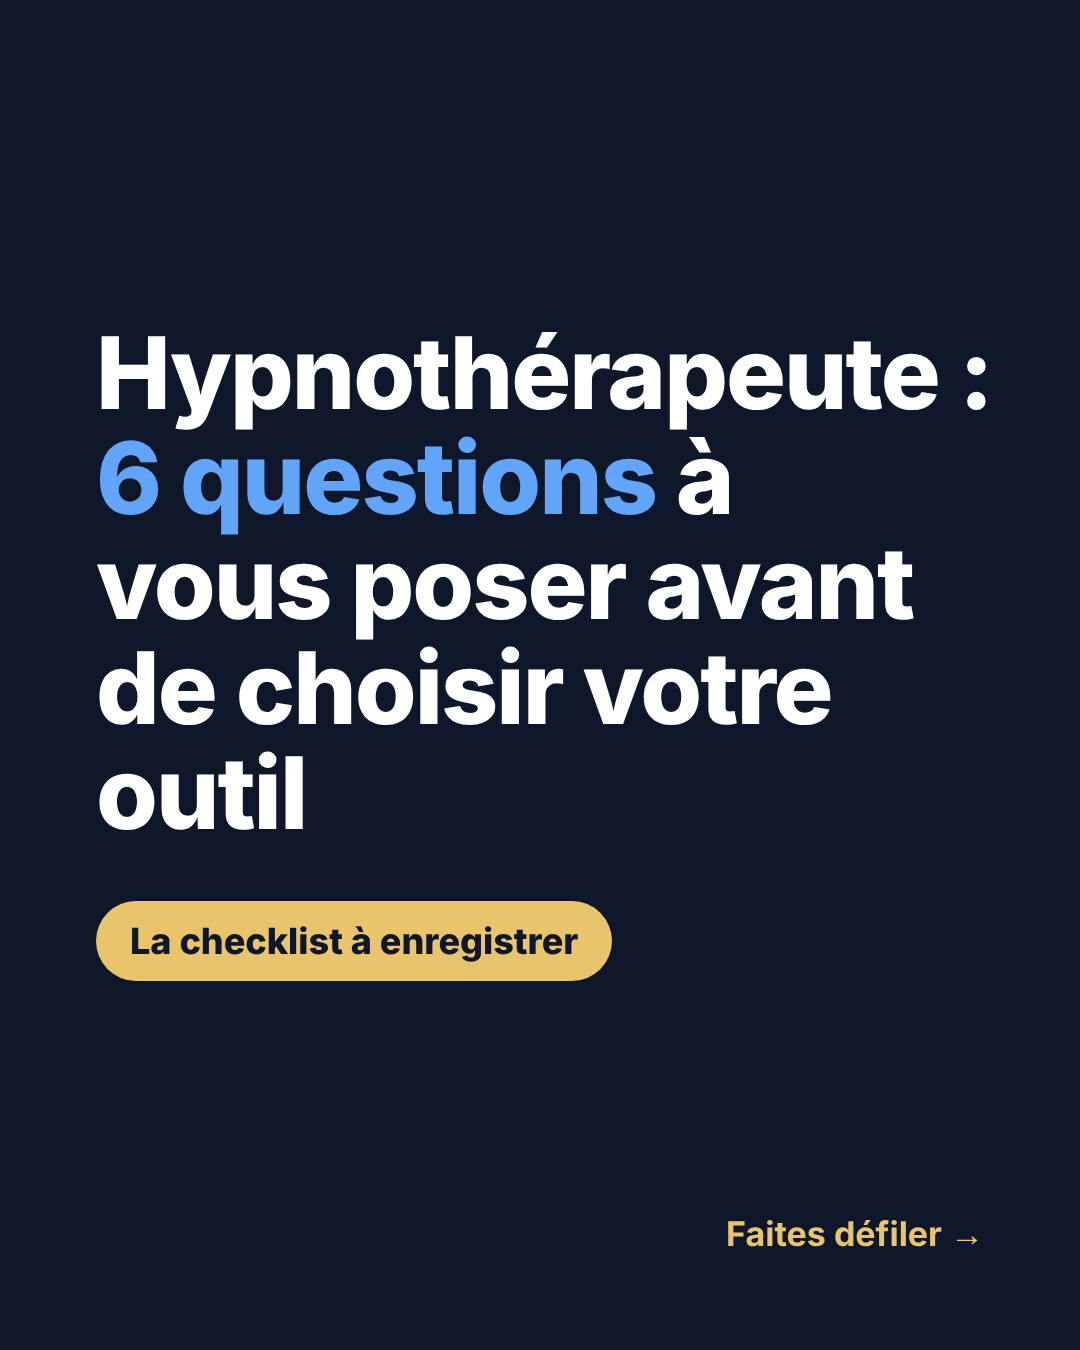 Hypnothérapeute :
6 questions à
vous poser avant
de choisir votre
outil
La checklist à enregistrer
Faites défiler →